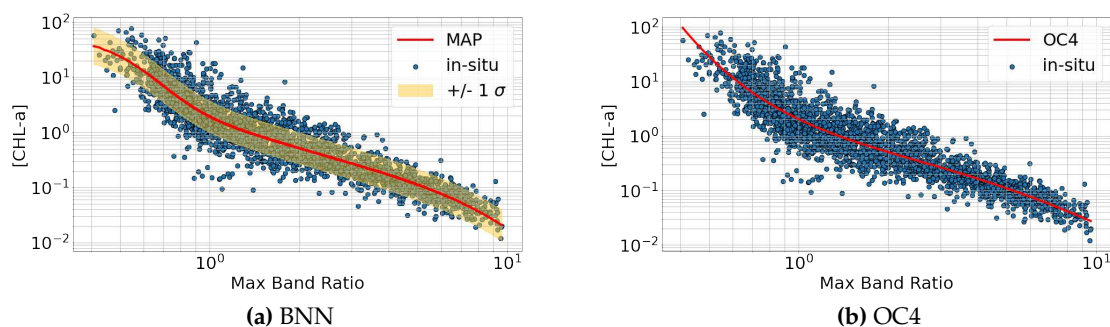 10²
10¹
10⁰
10⁻¹
10⁻²
[CHL-a]
MAP
in-situ
+/- 1 σ
10⁰
10¹
Max Band Ratio
(a) BNN
10²
10¹
10⁰
10⁻¹
10⁻²
[CHL-a]
OC4
in-situ
10⁰
10¹
Max Band Ratio
(b) OC4